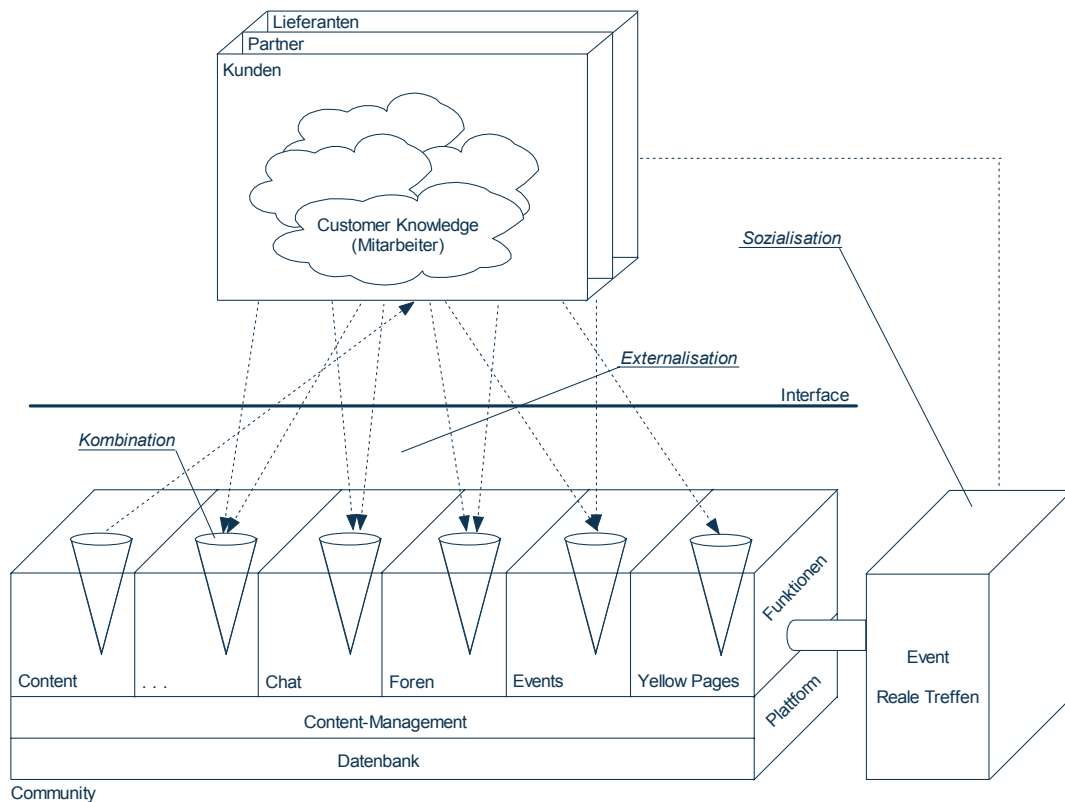 Lieferanten
Partner
Kunden
Customer Knowledge
(Mitarbeiter)
Sozialisation
Externalisation
Interface
Kombination
Funktionen
Content
. . .
Chat
Foren
Events
Yellow Pages
Event
Reale Treffen
Plattform
Content-Management
Datenbank
Community